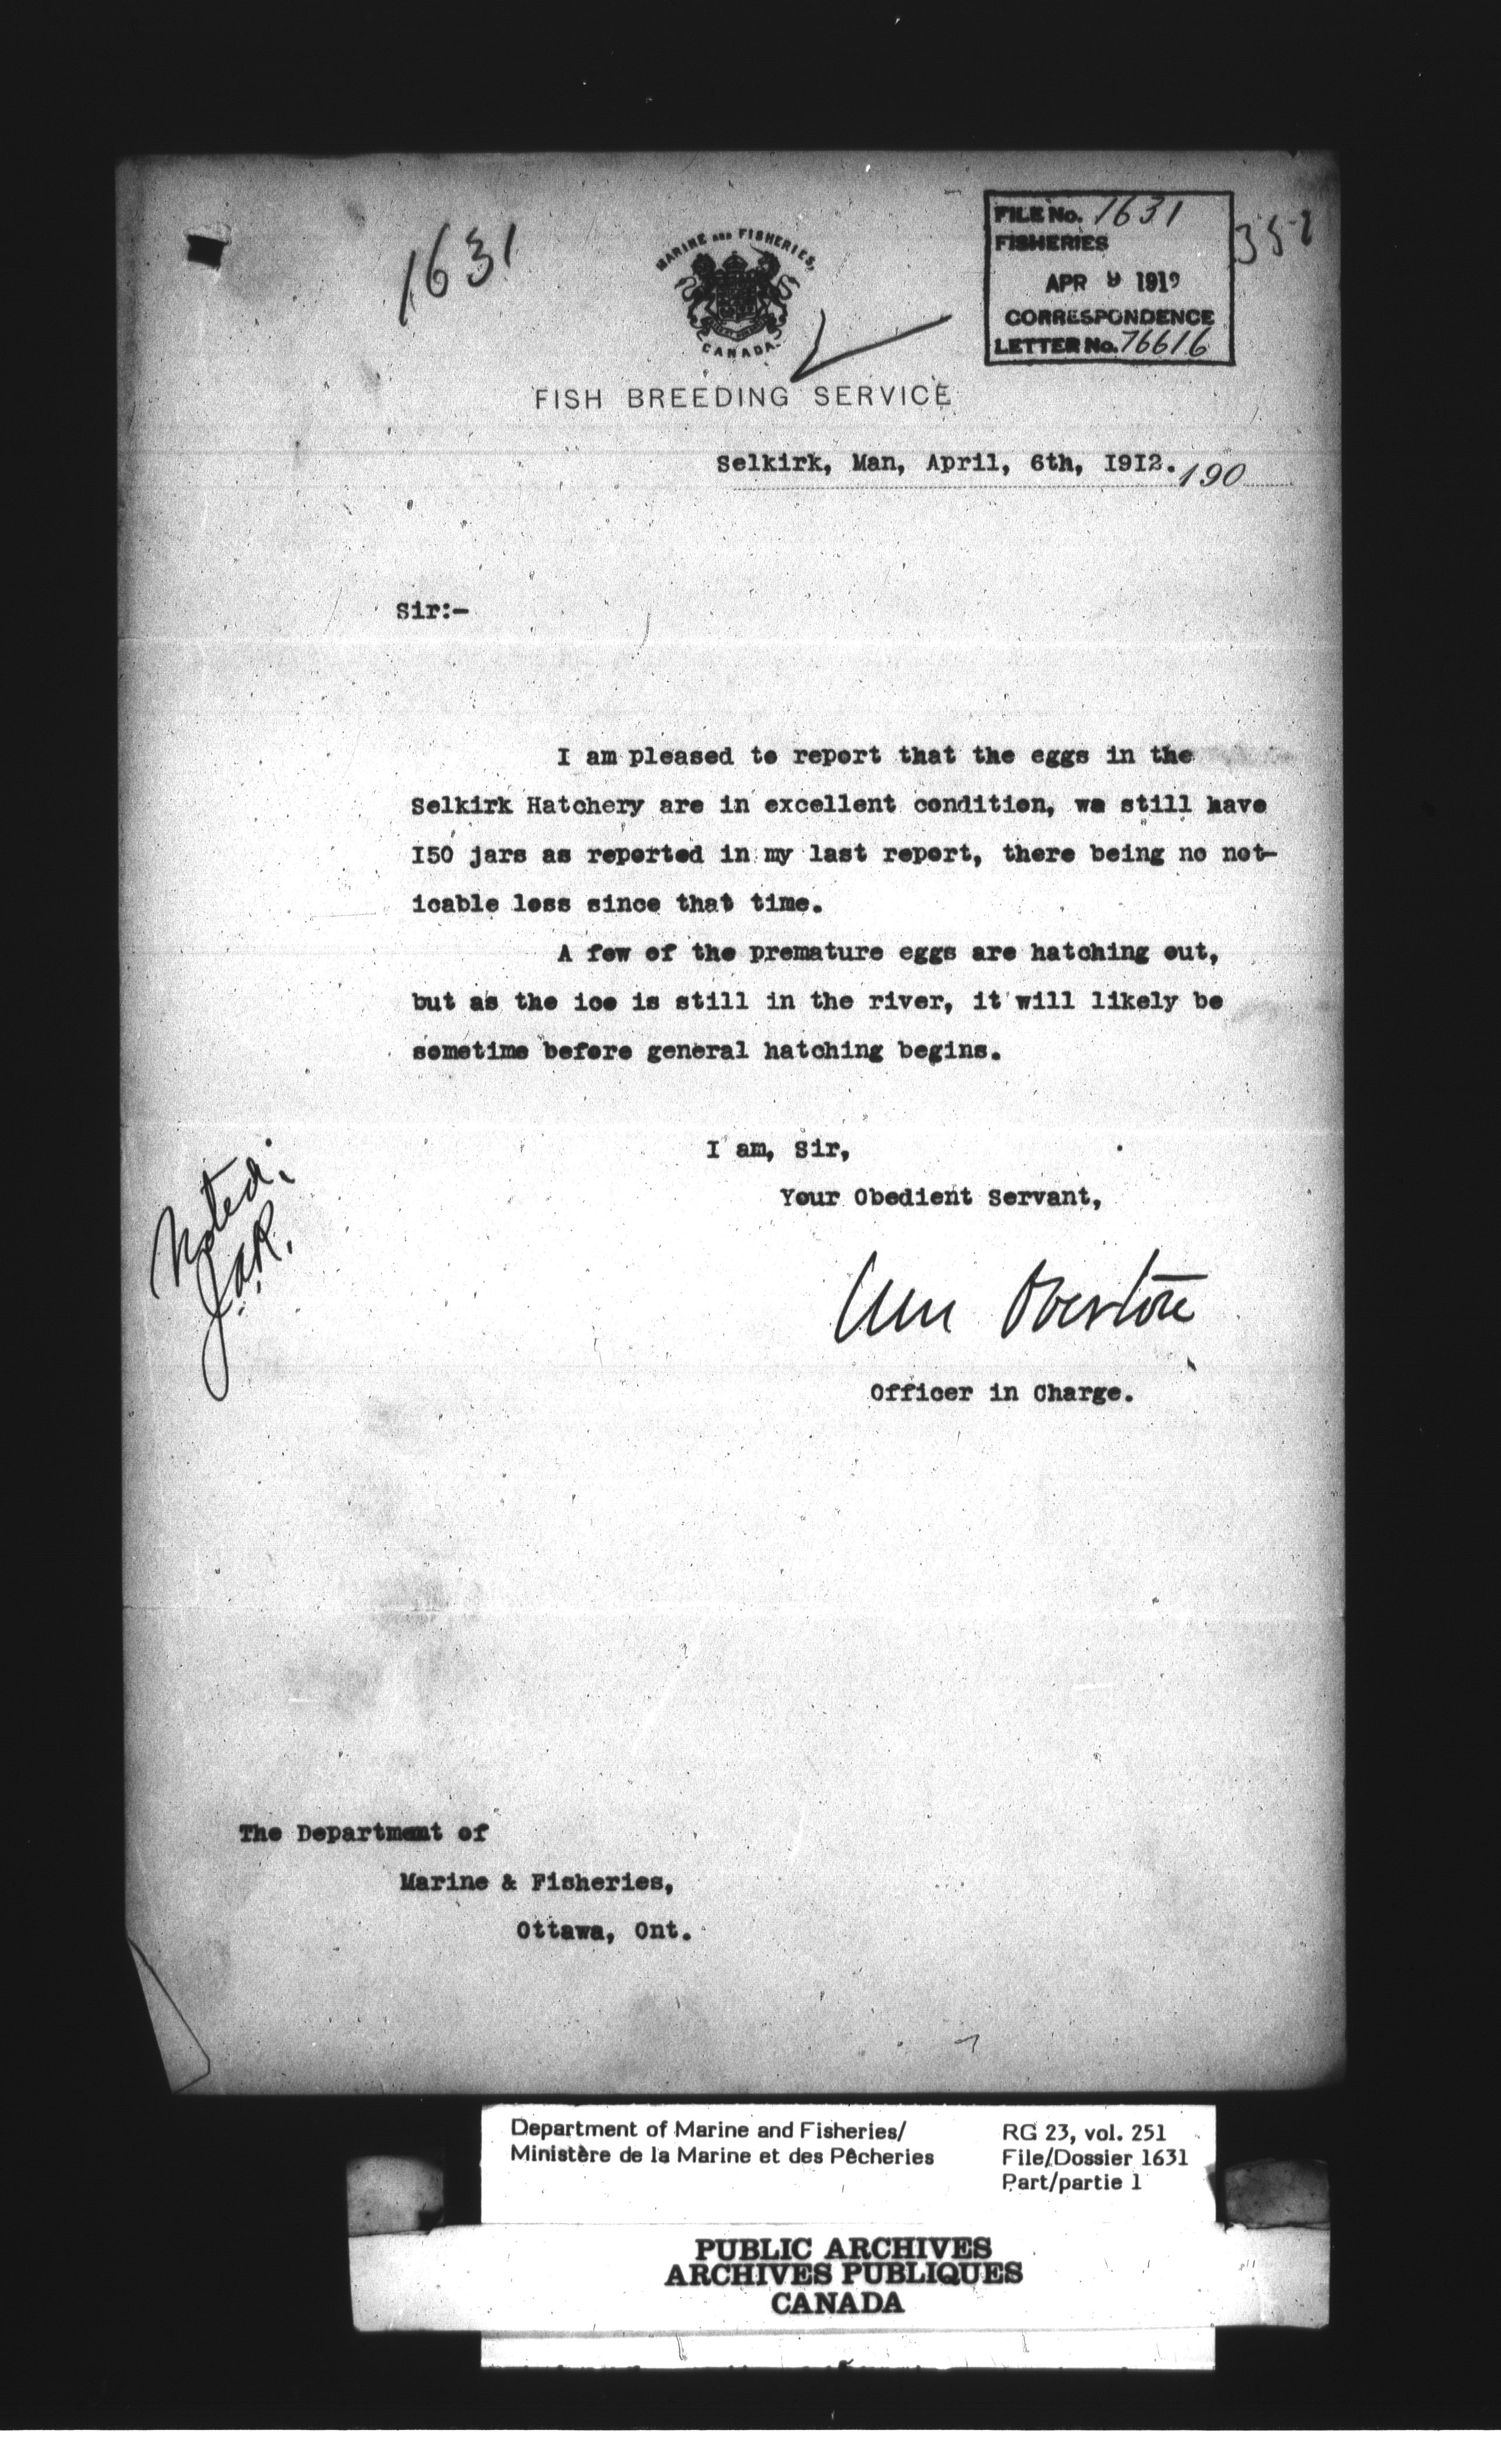 1631
MARINE AND FISHERIES,
CANADA.
FILE No. 1631
FISHERIES
APR 9 1912
CORRESPONDENCE
LETTER No. 76616
FISH BREEDING SERVICE
Selkirk, Man, April, 6th, I9I2. 190
Sir:-
I am pleased to report that the eggs in the
Selkirk Hatchery are in excellent condition, we still have
I50 jars as reported in my last report, there being no not-
icable loss since that time.
A few of the premature eggs are hatching out,
but as the ice is still in the river, it will likely be
sometime before general hatching begins.
I am, Sir,
Your Obedient Servant,
Noted.
J.A.R.
Wm
Officer in Charge.
The Department of
Marine & Fisheries,
Ottawa, Ont.
Department of Marine and Fisheries/
Ministère de la Marine et des Pêcheries
RG 23, vol. 251
File/Dossier 1631
Part/partie 1
PUBLIC ARCHIVES
ARCHIVES PUBLIQUES
CANADA